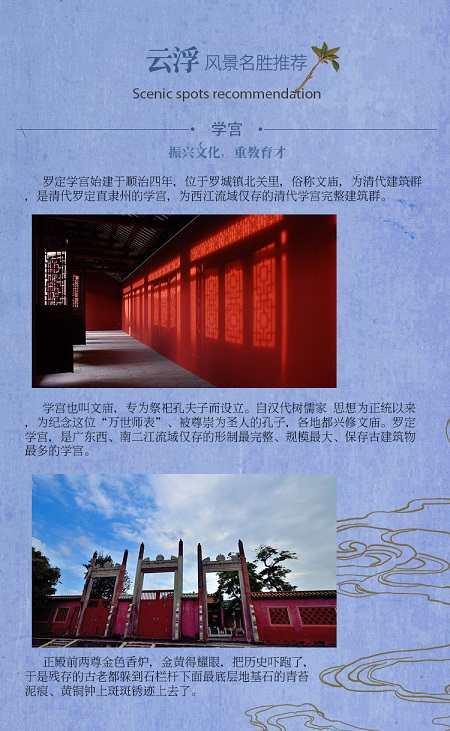 云浮 风景名胜推荐
Scenic spots recommendation
学宫
振兴文化，重教育才
罗定学宫始建于顺治四年，位于罗城镇北关里，俗称文庙，为清代建筑群
，是清代罗定直隶州的学宫，为西江流域仅存的清代学宫完整建筑群。
学宫也叫文庙，专为祭祀孔夫子而设立。自汉代树儒家 思想为正统以来
，为纪念这位“万世师表”、被尊崇为圣人的孔子，各地都兴修文庙。罗定
学宫，是广东西、南二江流域仅存的形制最完整、规模最大、保存古建筑物
最多的学宫。
正殿前两尊金色香炉，金黄得耀眼，把历史吓跑了，
于是残存的古老都躲到石栏杆下面最底层地基石的青苔
泥痕、黄铜钟上斑斑锈迹上去了。